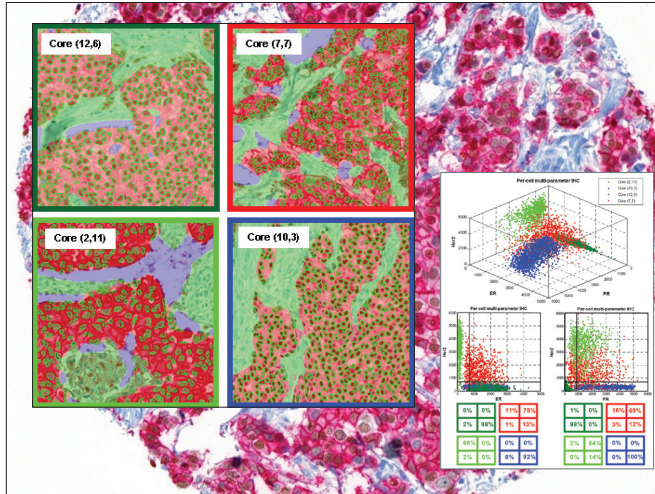 Core (12,6)
Core (7,7)
Core (2,11)
Core (10,3)
Per-cell multi-parameter IHC
Core (2,11)
Core (10,3)
Core (12,6)
Core (7,7)
Her2
ER
PR
Per-cell multi-parameter IHC
Per-cell multi-parameter IHC
Her2
Her2
ER
PR
0% 0% 11% 75% 1% 0% 16% 69%
2% 98% 1% 13% 99% 0% 3% 12%
98% 0% 0% 0% 2% 84% 0% 0%
2% 0% 8% 92% 0% 14% 0% 100%